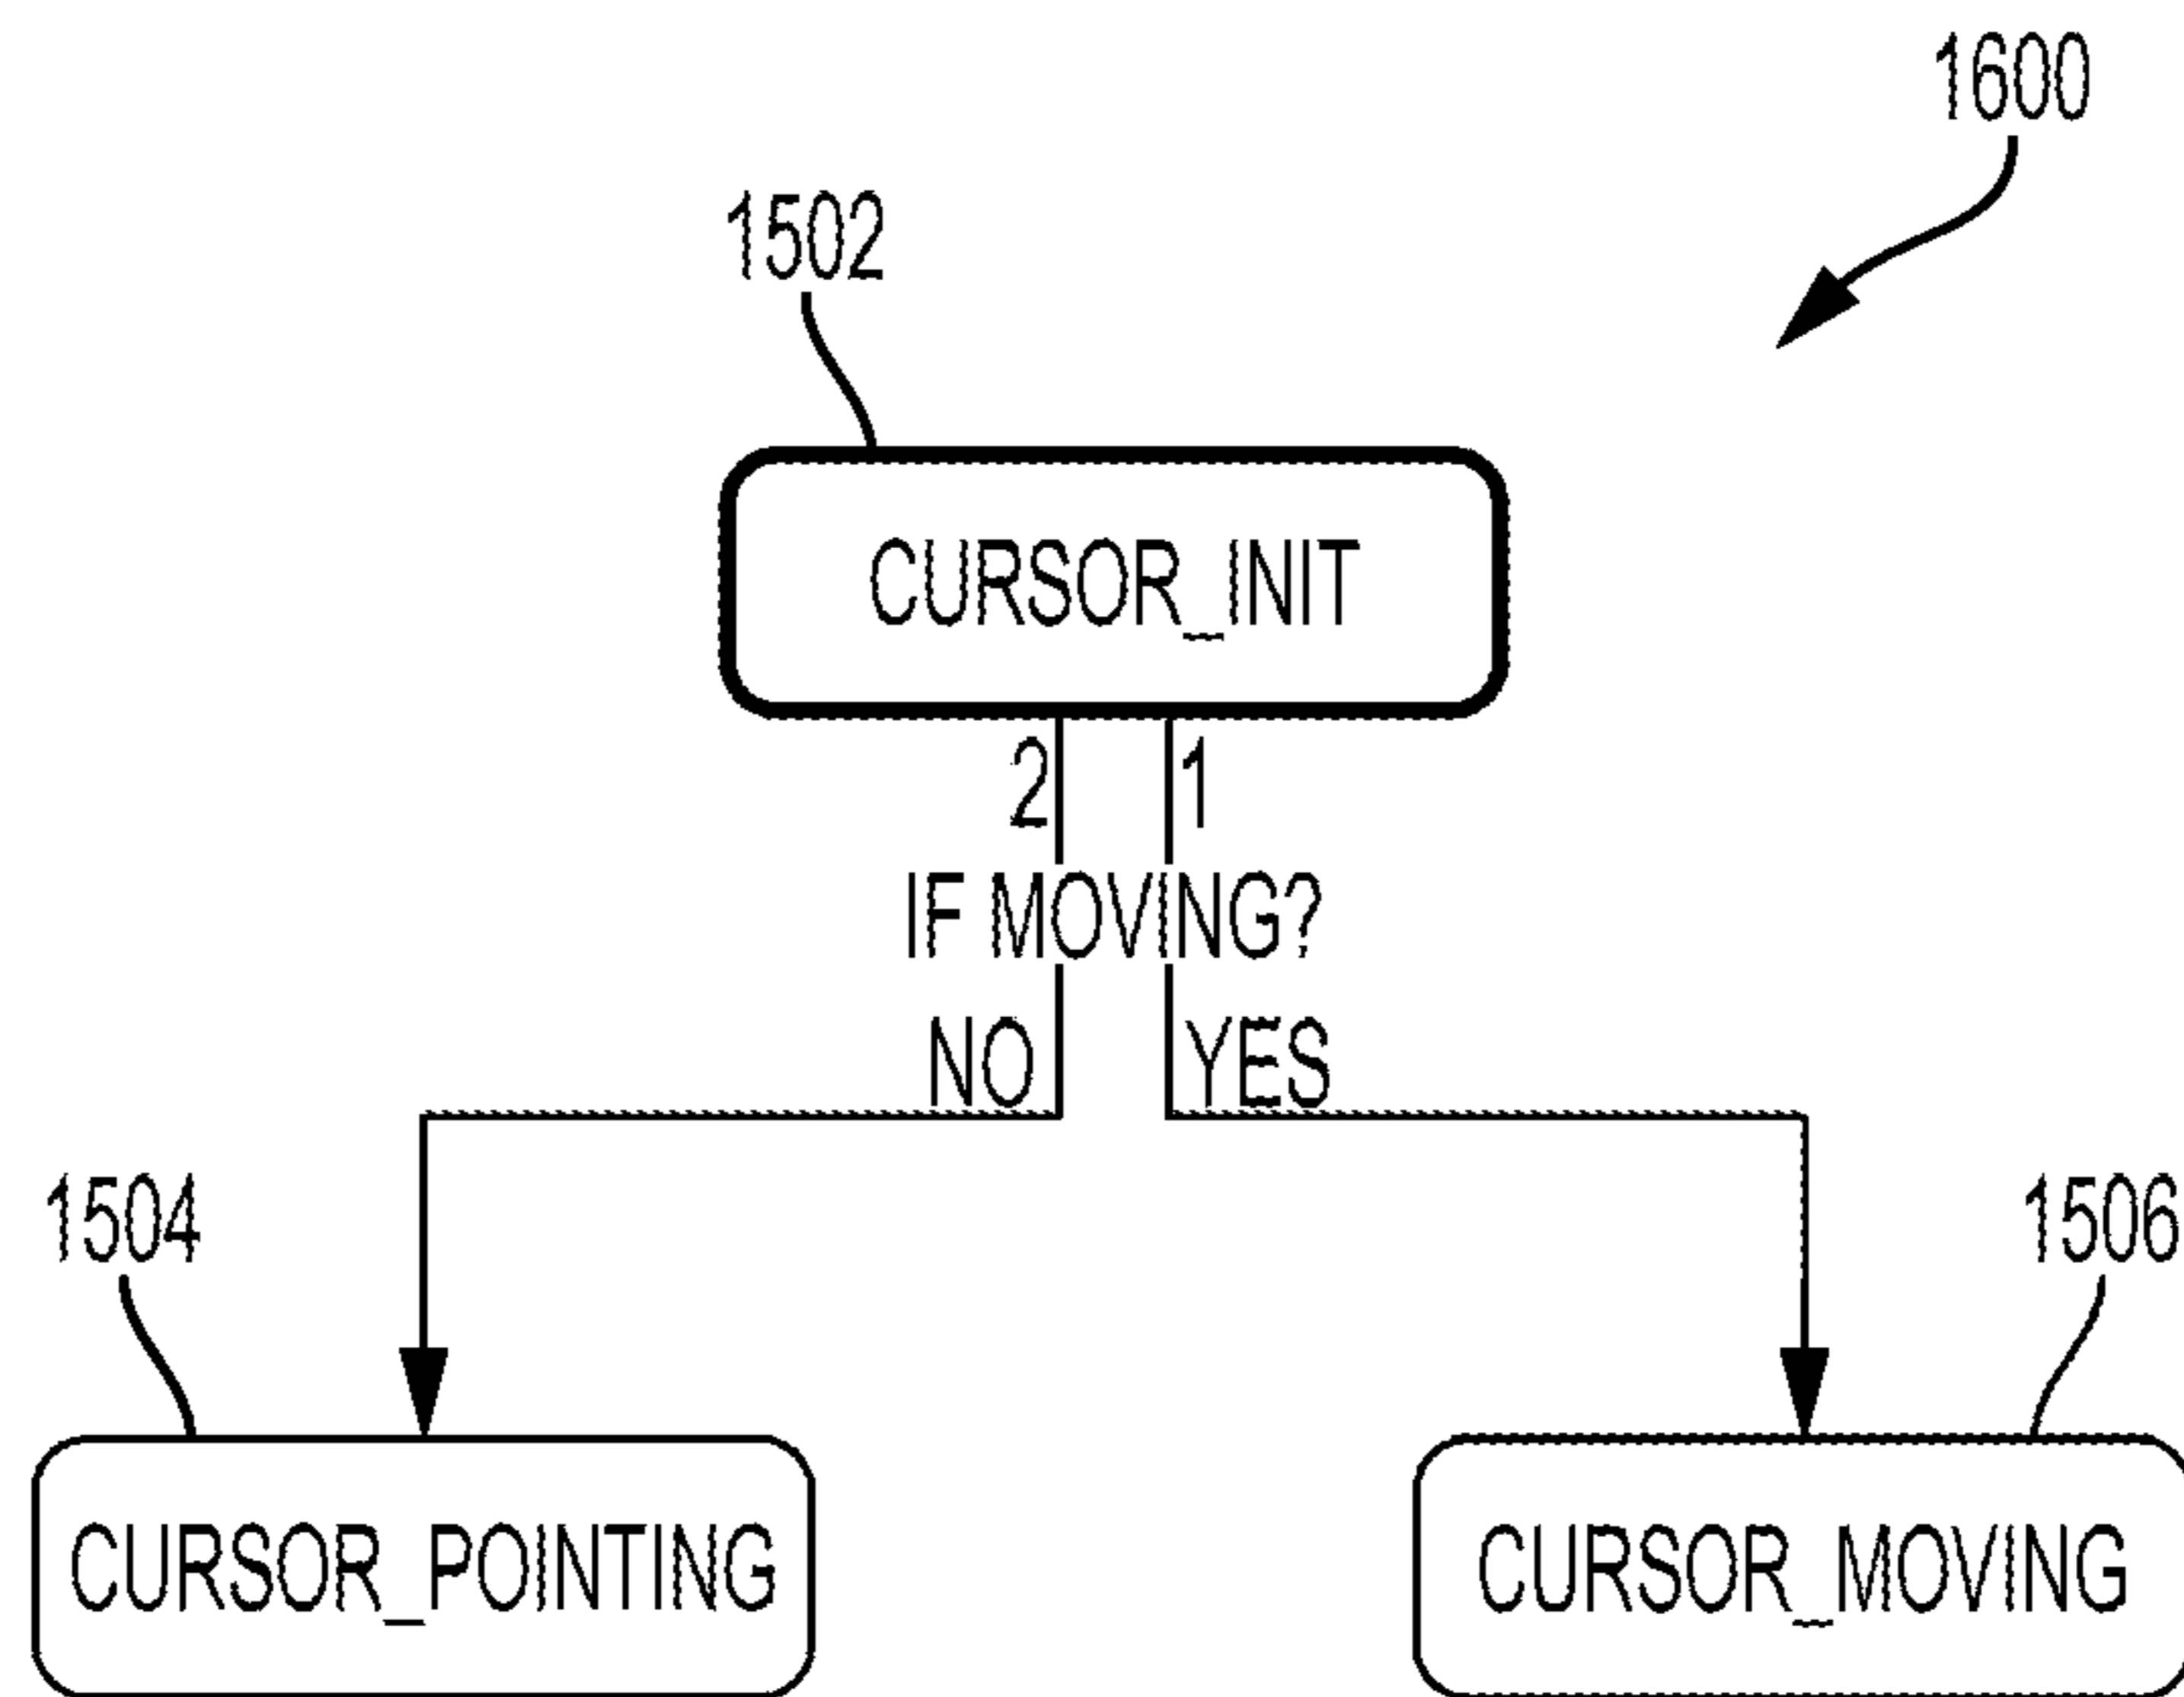 1600
1502
CURSOR_INIT
2 1
IF MOVING?
NO YES
1504 1506
CURSOR_POINTING CURSOR_MOVING